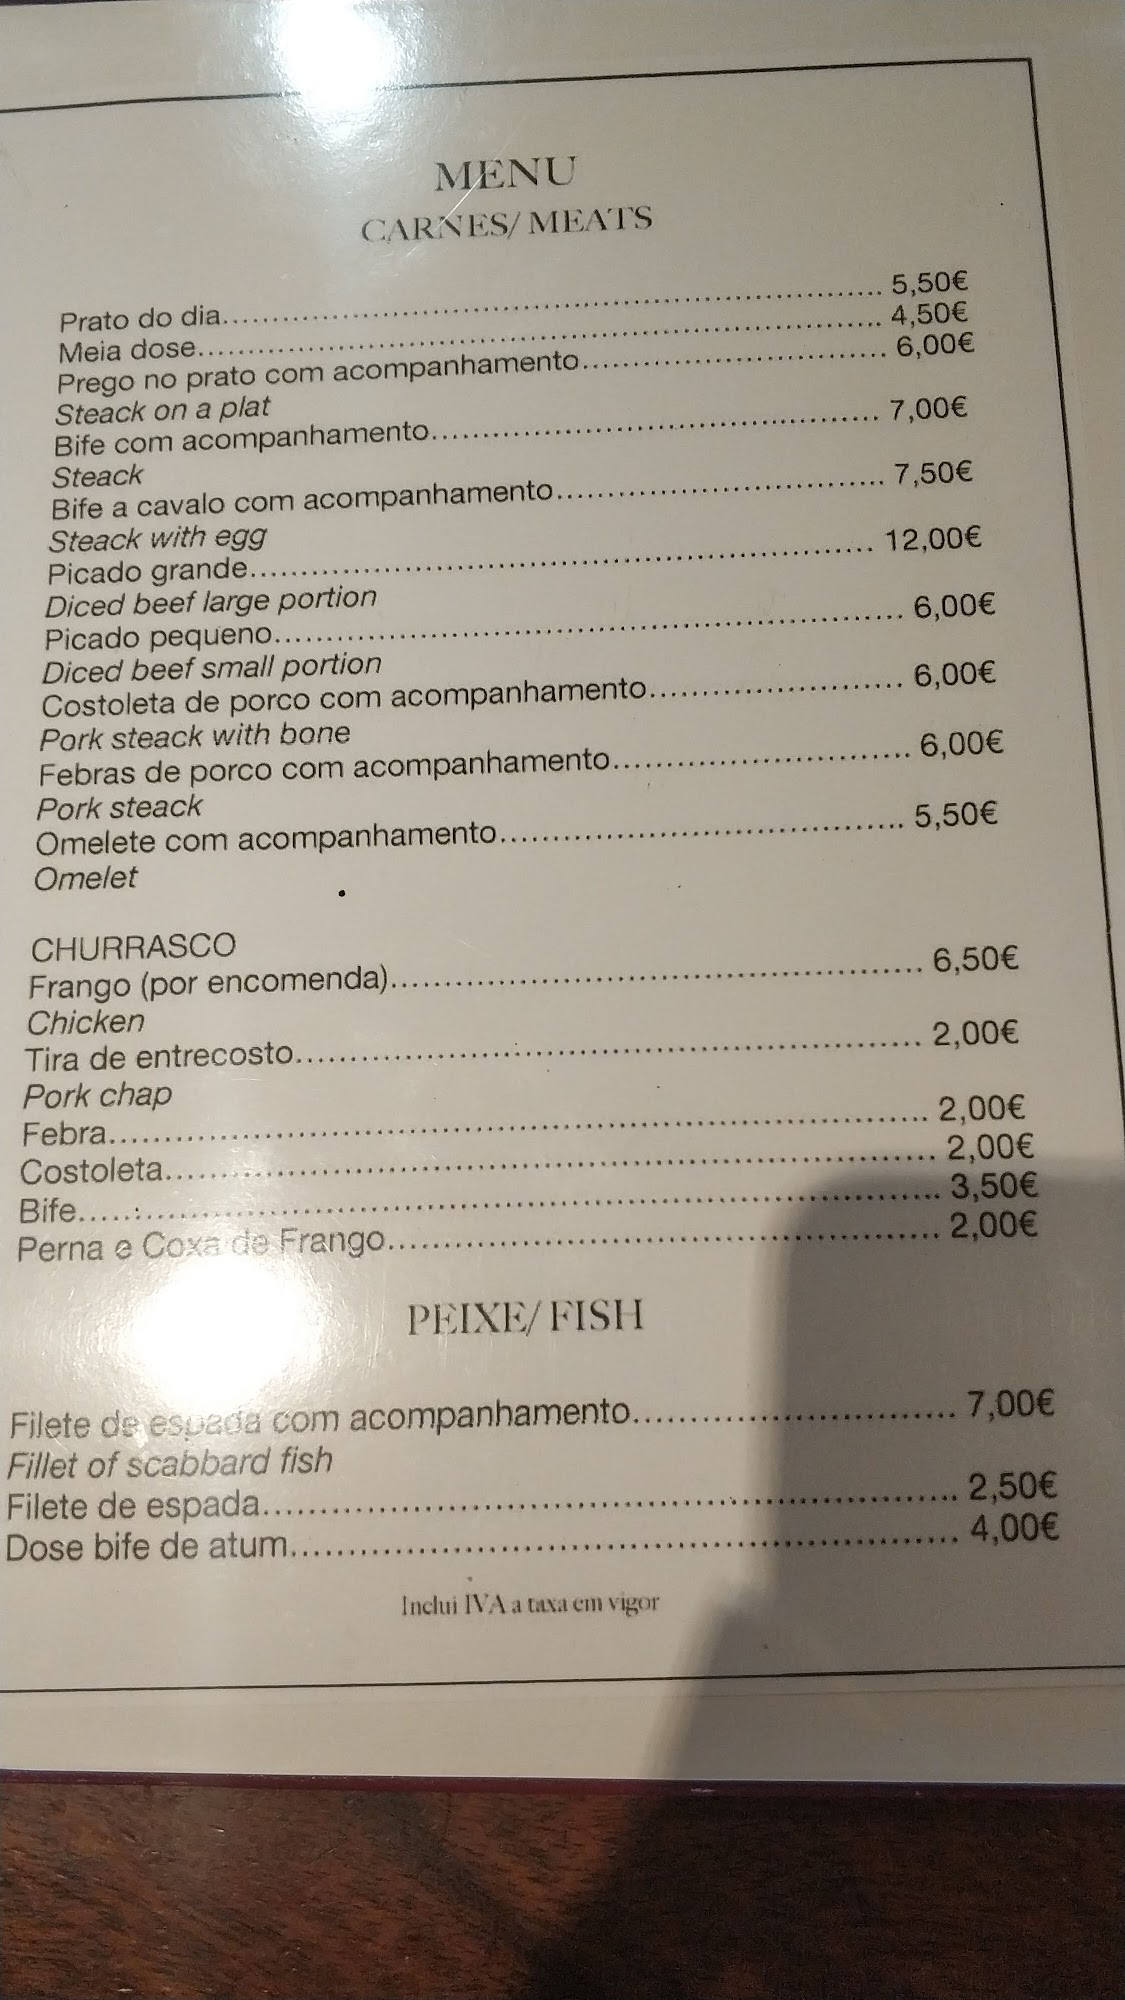 MENU
CARNES/ MEATS
Prato do dia........ 5,50€
Meia dose........ 4,50€
Prego no prato com acompanhamento........ 6,00€
Steack on a plat
Bife com acompanhamento........ 7,00€
Steack
Bife a cavalo com acompanhamento........ 7,50€
Steack with egg
Picado grande........ 12,00€
Diced beef large portion
Picado pequeno........ 6,00€
Diced beef small portion
Costoleta de porco com acompanhamento........ 6,00€
Pork steack with bone
Febras de porco com acompanhamento........ 6,00€
Pork steack
Omelete com acompanhamento........ 5,50€
Omelet
CHURRASCO
Frango (por encomenda)........ 6,50€
Chicken
Tira de entrecosto........ 2,00€
Pork chap
Febra........ 2,00€
Costoleta........ 2,00€
Bife........ 3,50€
Perna e Coxa de Frango........ 2,00€
PEIXE/ FISH
Filete de espada com acompanhamento........ 7,00€
Fillet of scabbard fish
Filete de espada........ 2,50€
Dose bife de atum........ 4,00€
Inclui IVA a taxa em vigor